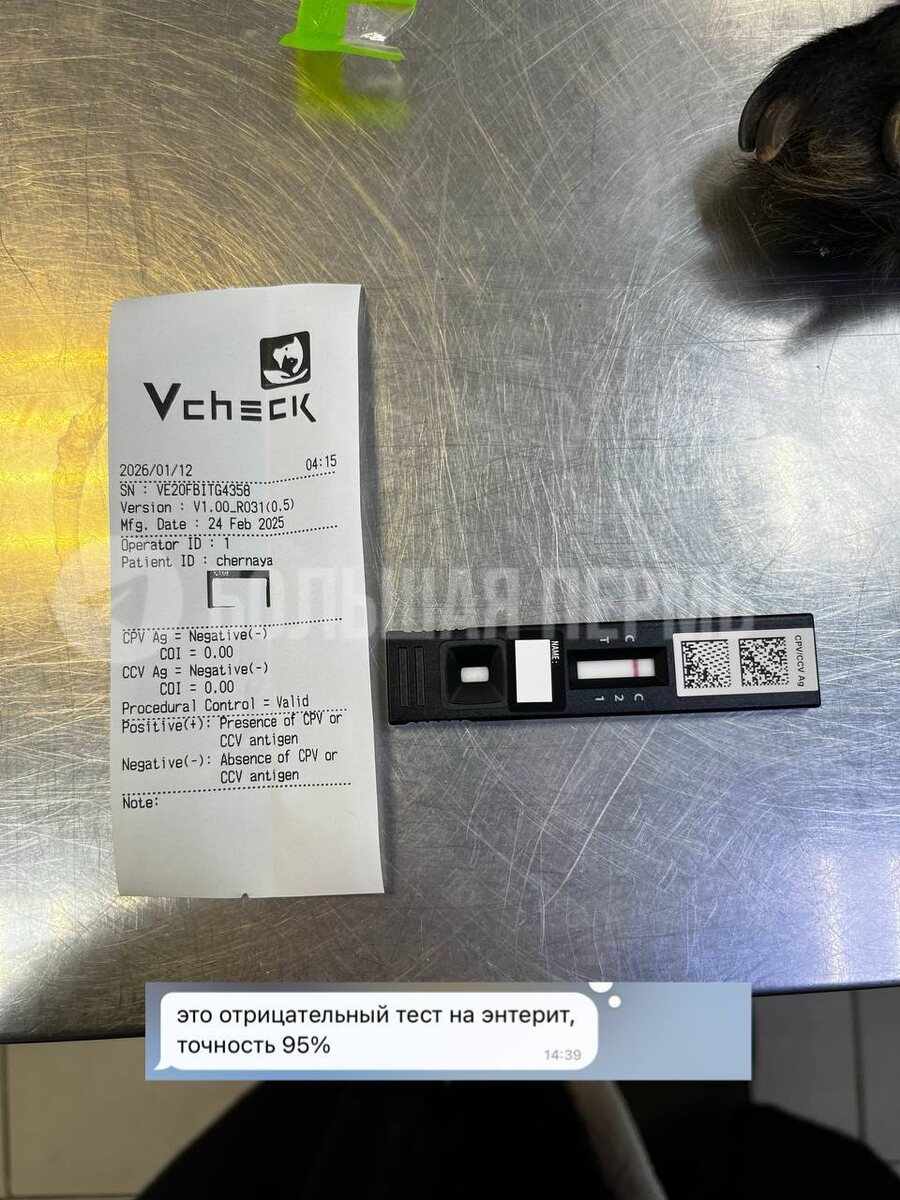 Vcheck
2026/01/12 04:15
SN : VE20FBITG4358
Version : V1.00_R031(0.5)
Mfg. Date : 24 Feb 2025
Operator ID : 1
Patient ID : chernaya
БОЛЬШАЯ ПЕРМЬ
CPV Ag = Negative(-)
COI = 0.00
CCV Ag = Negative(-)
COI = 0.00
Procedural Control = Valid
Positive(+): Presence of CPV or
CCV antigen
Negative(-): Absence of CPV or
CCV antigen
Note:
NAME:
C
T
C
2
1
CPV/CCV Ag
это отрицательный тест на энтерит,
точность 95%
14:39